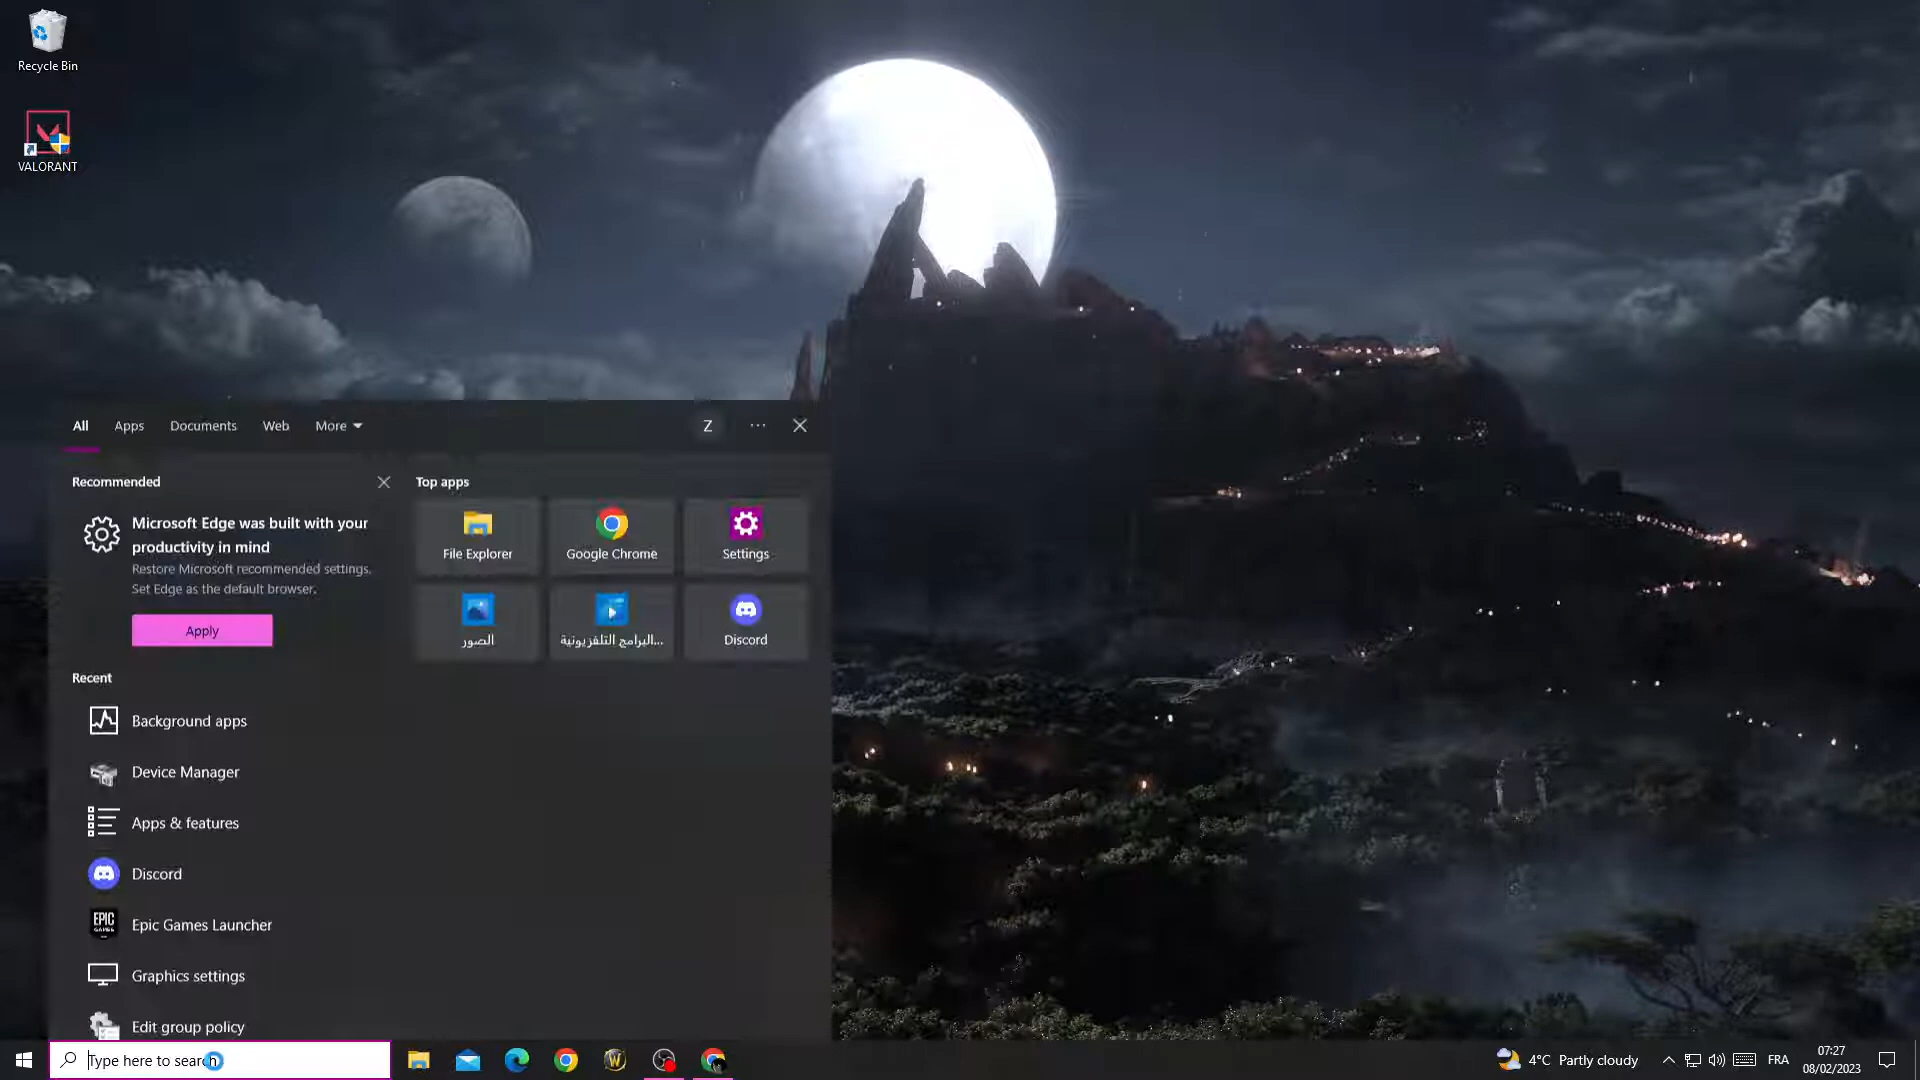 Recycle Bin
VALORANT
All Apps Documents Web More Z ···
Recommended
Microsoft Edge was built with your
productivity in mind
Restore Microsoft recommended settings.
Set Edge as the default browser.
Apply
Top apps
File Explorer Google Chrome Settings
الصور ...البرامج التلفزيونية Discord
Recent
Background apps
Device Manager
Apps & features
Discord
EPIC GAMES Epic Games Launcher
Graphics settings
Edit group policy
Type here to search
4°C Partly cloudy FRA 07:27
08/02/2023